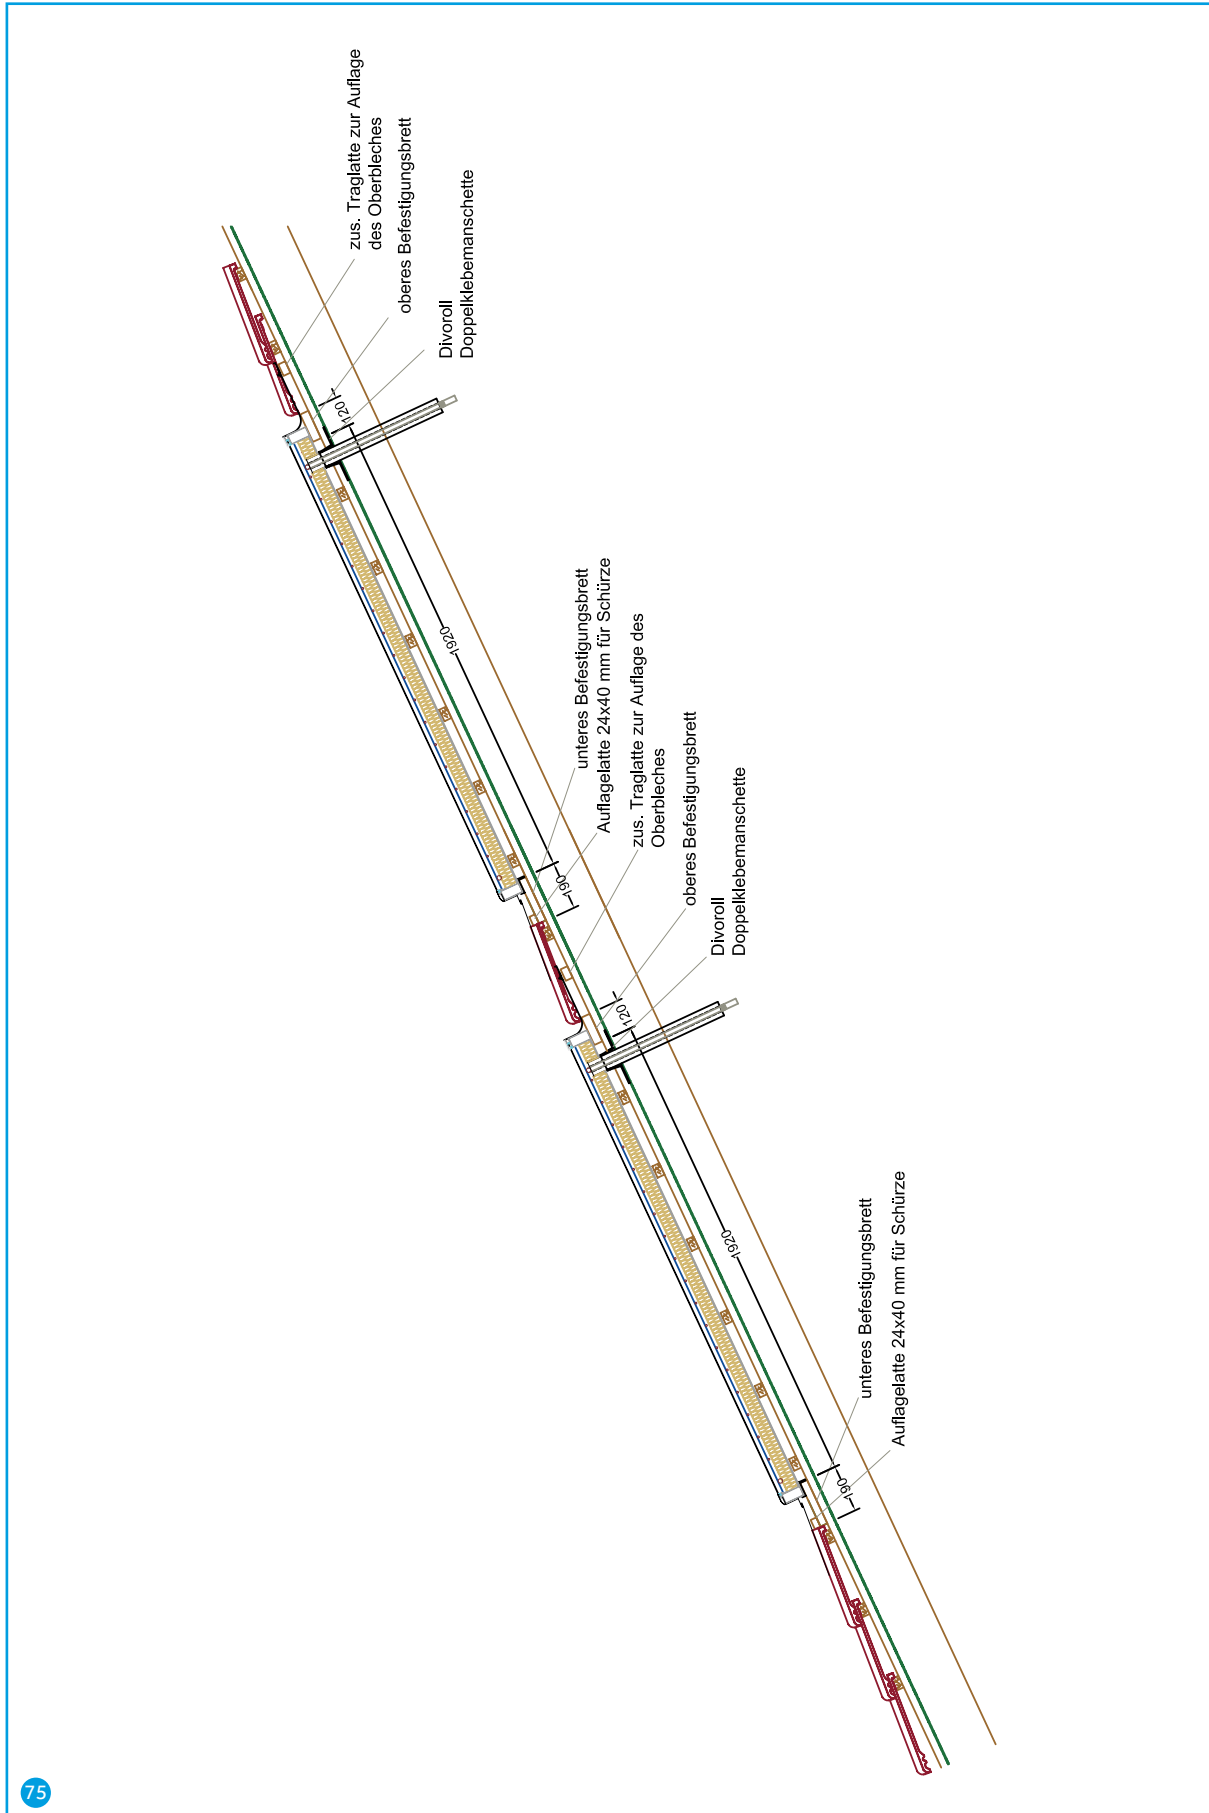 zus. Traglatte zur Auflage
des Oberbleches
oberes Befestigungsbrett
Divoroll
Doppelklebemanschette
120
1920
unteres Befestigungsbrett
Auflagelatte 24x40 mm für Schürze
zus. Traglatte zur Auflage des
Oberbleches
oberes Befestigungsbrett
Divoroll
Doppelklebemanschette
190
120
1920
unteres Befestigungsbrett
Auflagelatte 24x40 mm für Schürze
190
75